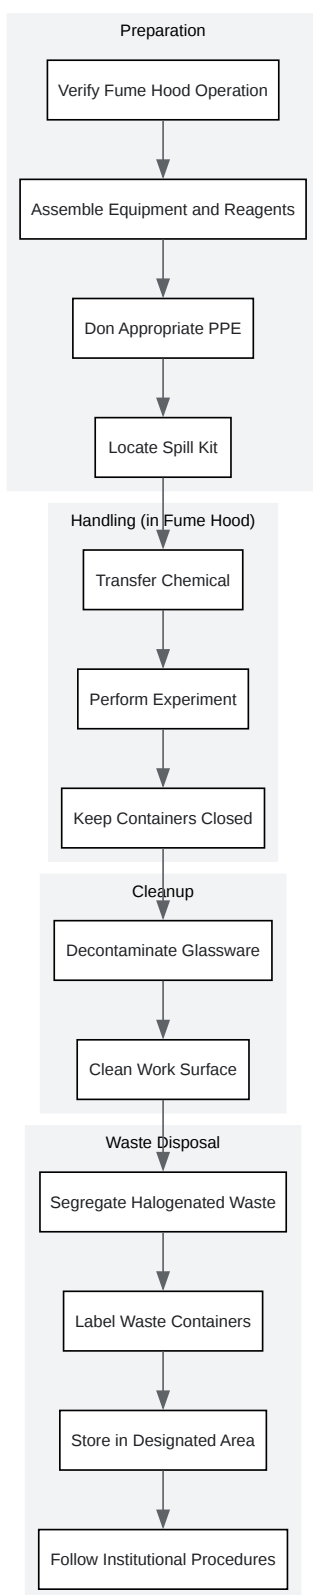 Preparation
Verify Fume Hood Operation
Assemble Equipment and Reagents
Don Appropriate PPE
Locate Spill Kit
Handling (in Fume Hood)
Transfer Chemical
Perform Experiment
Keep Containers Closed
Cleanup
Decontaminate Glassware
Clean Work Surface
Waste Disposal
Segregate Halogenated Waste
Label Waste Containers
Store in Designated Area
Follow Institutional Procedures